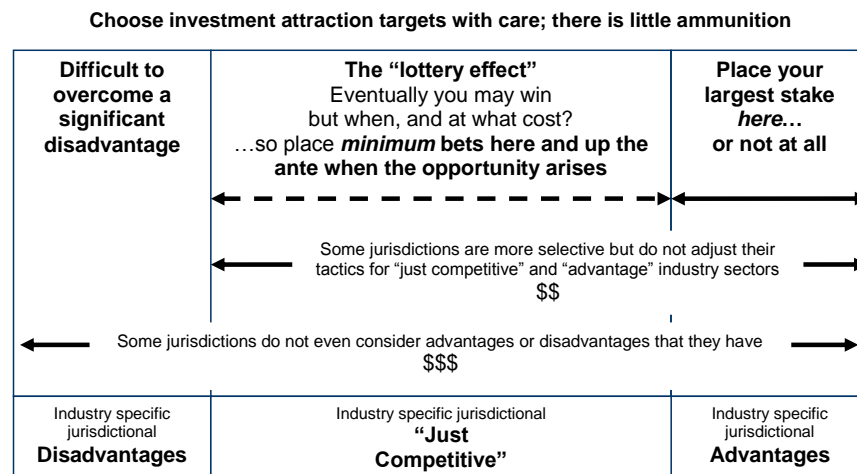 Choose investment attraction targets with care; there is little ammunition
Difficult to
overcome a
significant
disadvantage
The “lottery effect”
Eventually you may win
but when, and at what cost?
…so place minimum bets here and up the
ante when the opportunity arises
Place your
largest stake
here…
or not at all
Some jurisdictions are more selective but do not adjust their
tactics for “just competitive” and “advantage” industry sectors
$$
Some jurisdictions do not even consider advantages or disadvantages that they have
$$$
Industry specific
jurisdictional
Disadvantages
Industry specific jurisdictional
“Just
Competitive”
Industry specific
jurisdictional
Advantages